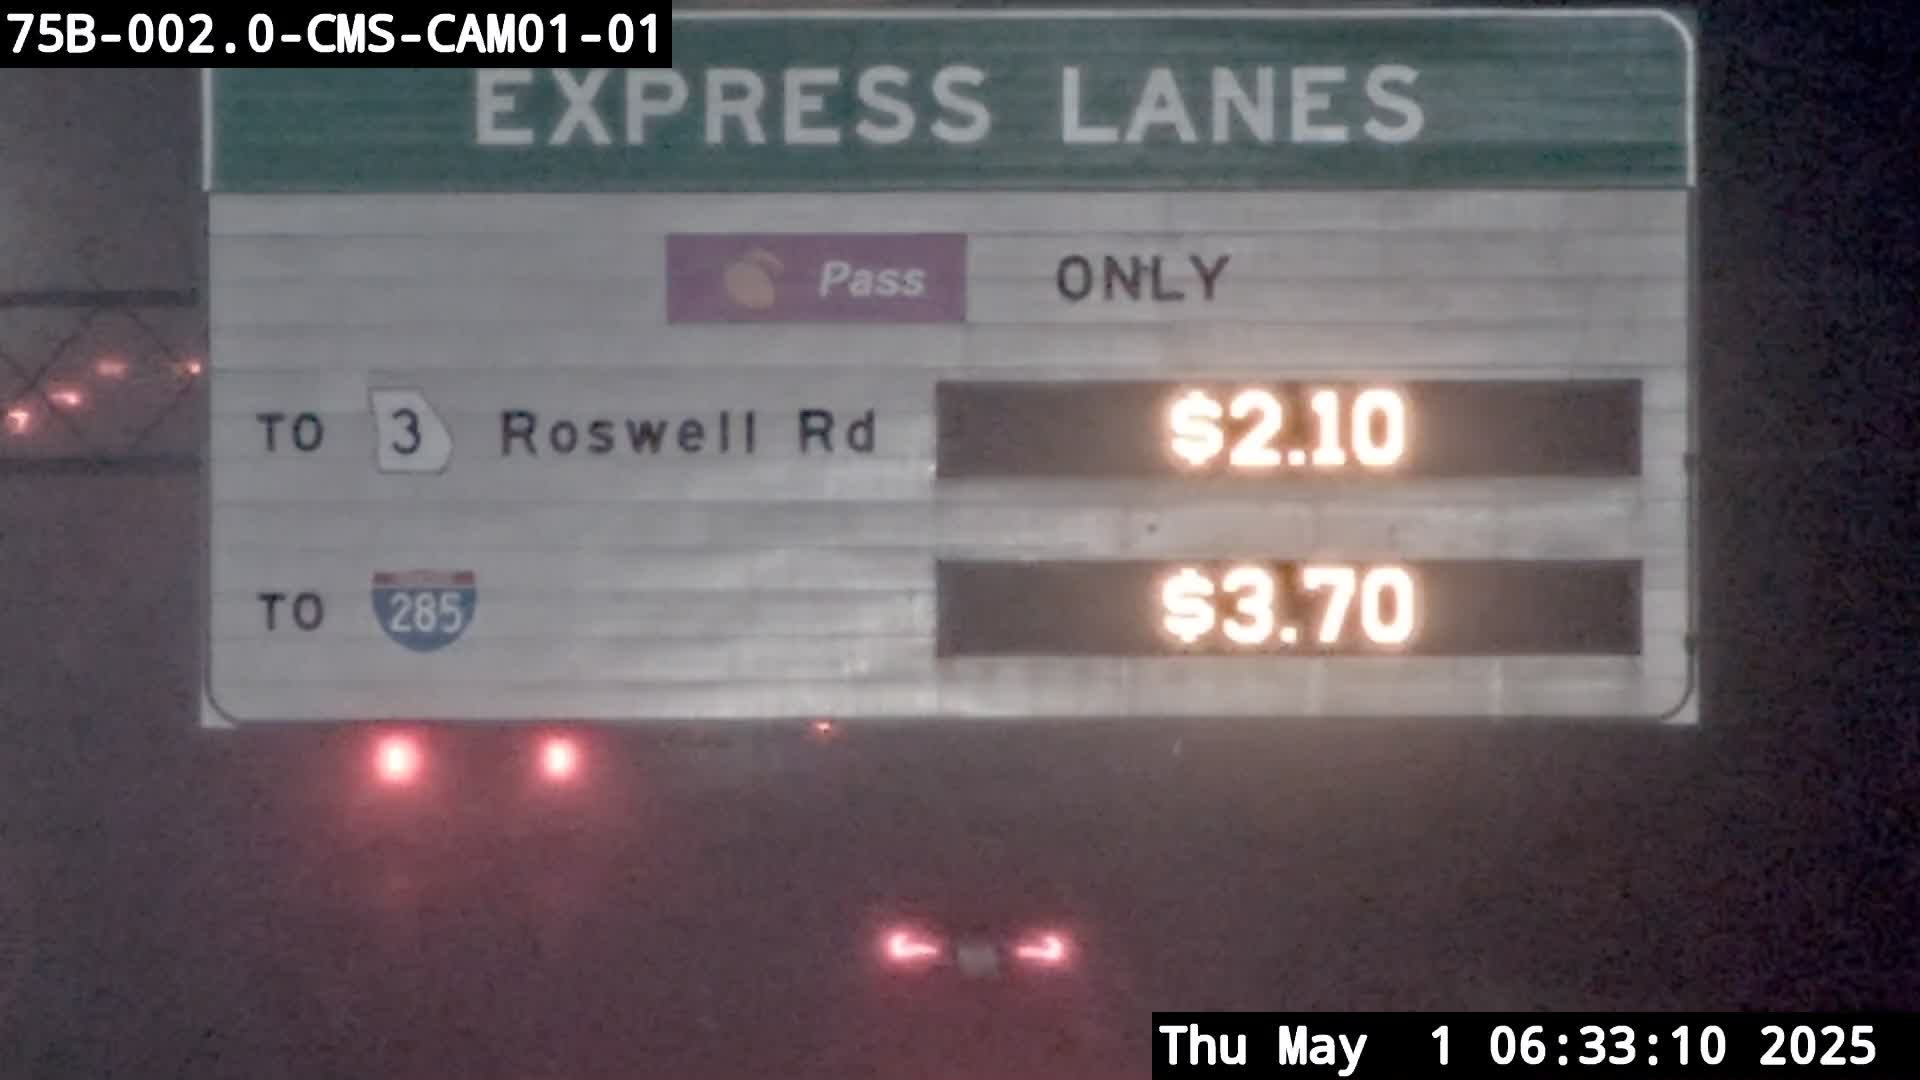 75B-002.0-CMS-CAM01-01
EXPRESS LANES
Pass ONLY
TO 3 Roswell Rd $2.10
TO 285 $3.70
Thu May 1 06:33:10 2025